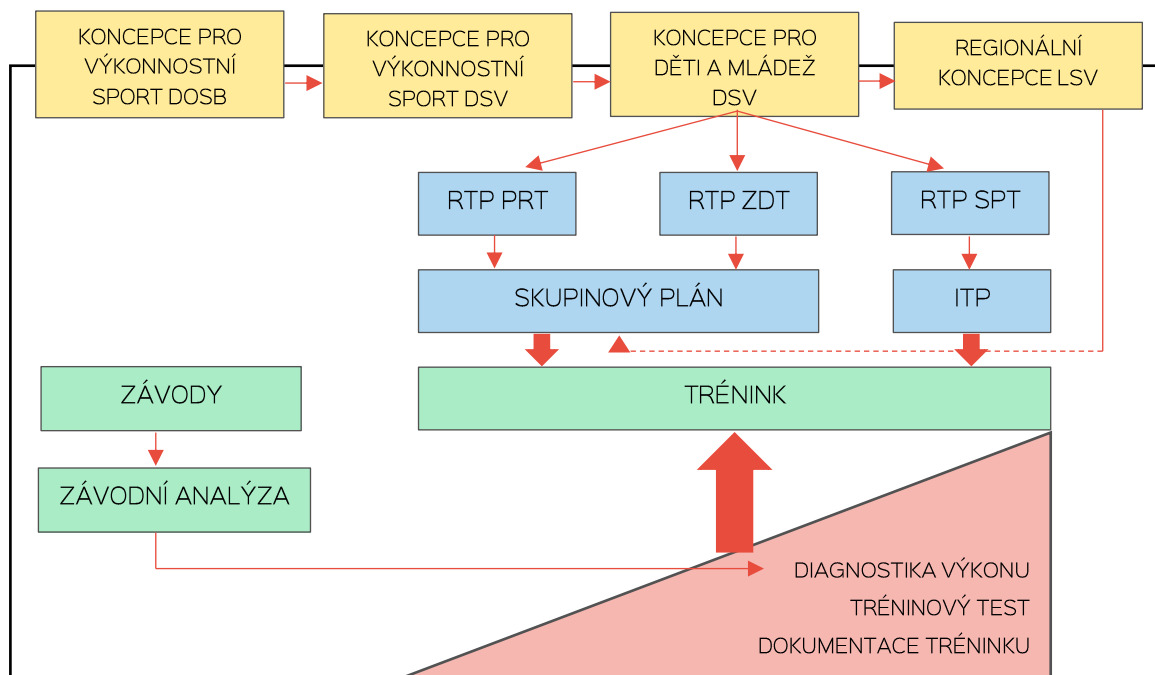 KONCEPCE PRO
VÝKONNOSTNÍ
SPORT DOSB
KONCEPCE PRO
VÝKONNOSTNÍ
SPORT DSV
KONCEPCE PRO
DĚTI A MLÁDEŽ
DSV
REGIONÁLNÍ
KONCEPCE LSV
RTP PRT
RTP ZDT
RTP SPT
SKUPINOVÝ PLÁN
ITP
ZÁVODY
TRÉNINK
ZÁVODNÍ ANALÝZA
DIAGNOSTIKA VÝKONU
TRÉNINOVÝ TEST
DOKUMENTACE TRÉNINKU